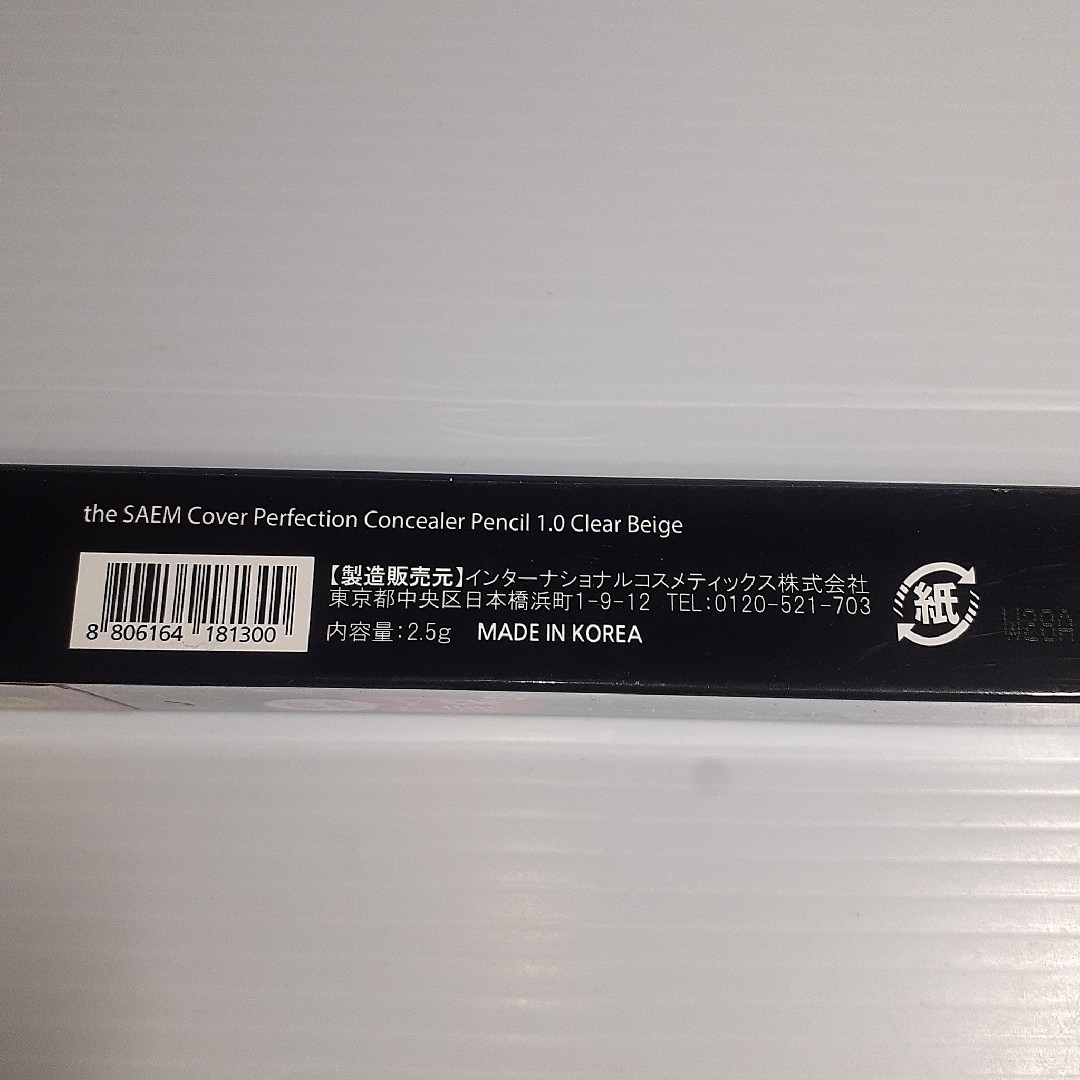 the SAEM Cover Perfection Concealer Pencil 1.0 Clear Beige
8 806164 181300
【製造販売元】インターナショナルコスメティックス株式会社
東京都中央区日本橋浜町1-9-12 TEL:0120-521-703
内容量:2.5g MADE IN KOREA
紙
W28A